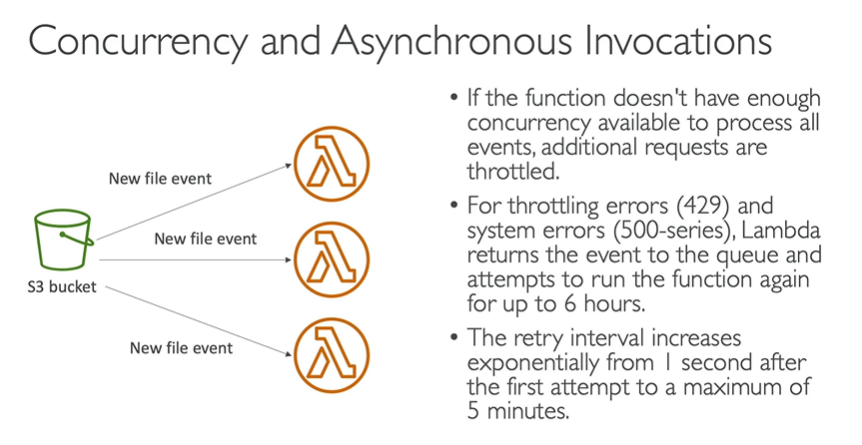 Concurrency and Asynchronous Invocations
New file event
New file event
S3 bucket
New file event
• If the function doesn't have enough
concurrency available to process all
events, additional requests are
throttled.
• For throttling errors (429) and
system errors (500-series), Lambda
returns the event to the queue and
attempts to run the function again
for up to 6 hours.
• The retry interval increases
exponentially from 1 second after
the first attempt to a maximum of
5 minutes.